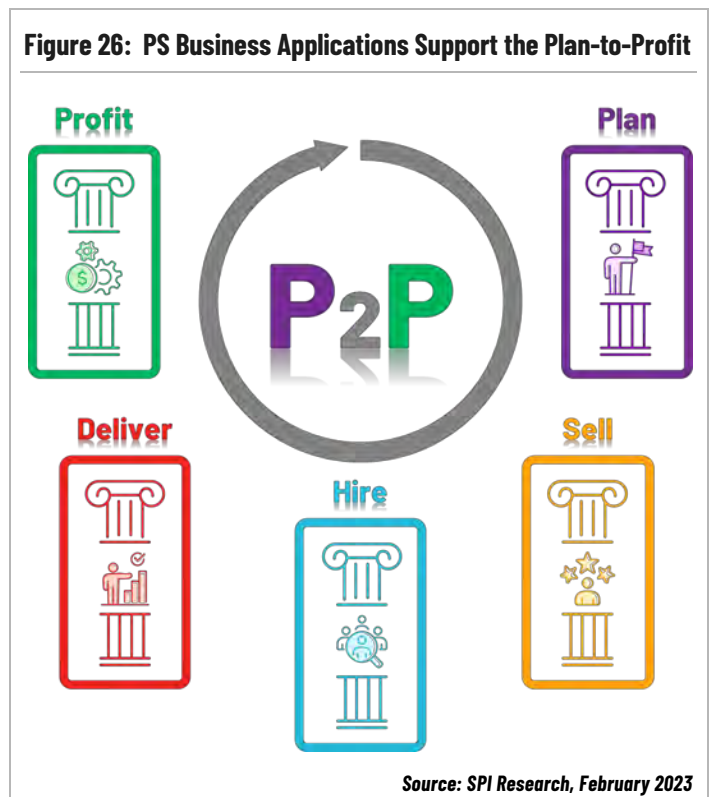 Figure 26:  PS Business Applications Support the Plan-to-Profit
Profit
Plan
$
P2P
Deliver
Sell
Hire
Source: SPI Research, February 2023